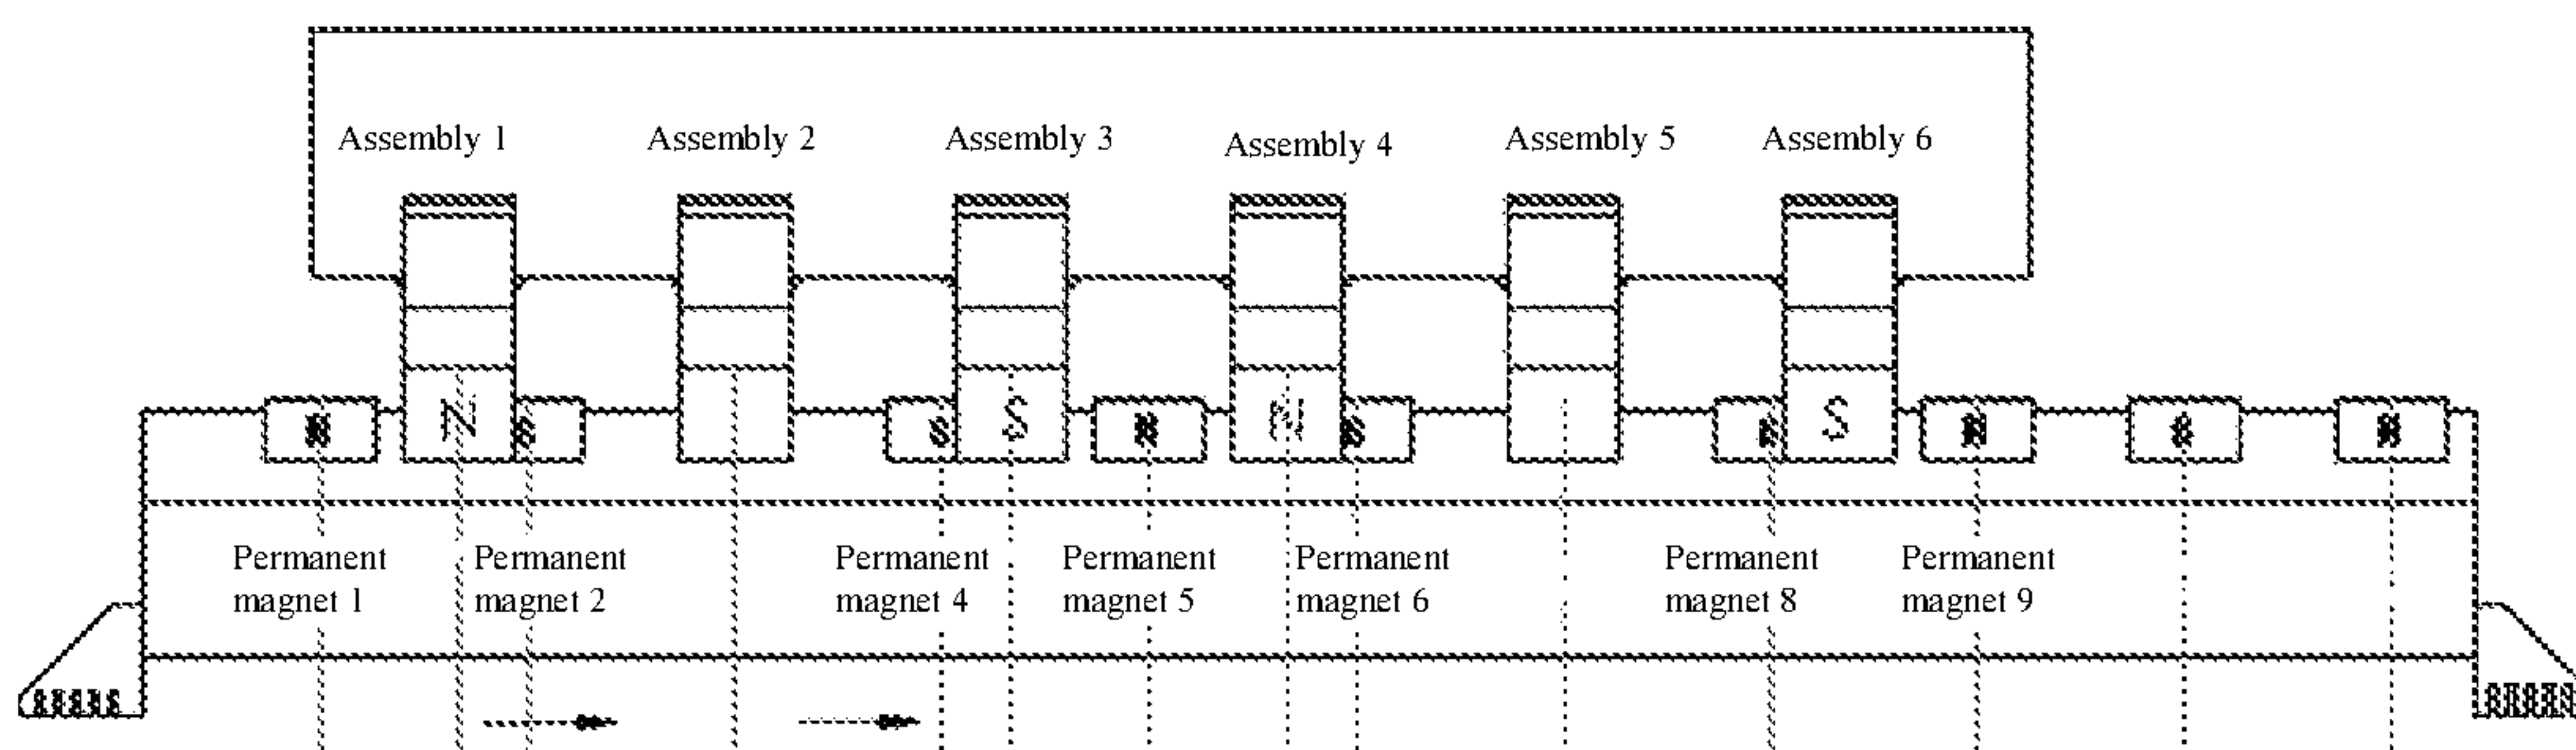 Assembly 1 Assembly 2 Assembly 3 Assembly 4 Assembly 5 Assembly 6
N S S N
N S S N S S N S N
Permanent Permanent Permanent Permanent Permanent Permanent Permanent
magnet 1 magnet 2 magnet 4 magnet 5 magnet 6 magnet 8 magnet 9